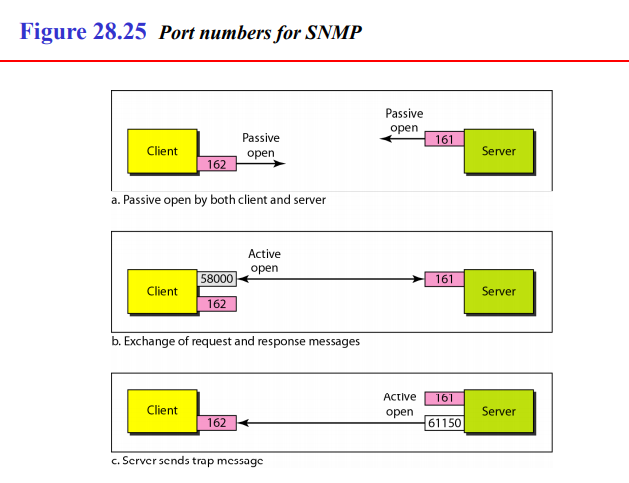 Figure 28.25 Port numbers for SNMP
Passive
open
161
Server
Client
Passive
open
162
a. Passive open by both client and server
Active
open
58000
161
Client
Server
162
b. Exchange of request and response messages
Active
open
161
Client
Server
162
61150
c. Server sends trap message